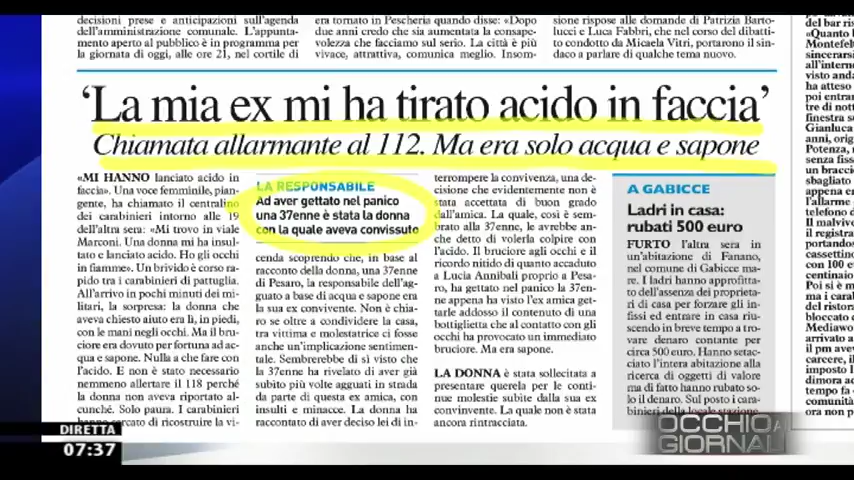 decisioni prese e anticipazioni sull'agenda
dell'amministrazione comunale. L'appunta-
mento aperto al pubblico è in programma per
la giornata di oggi, alle ore 21, nel cortile di
era tornato in Pescheria quando disse: «Dopo
due anni credo che sia aumentata la consape-
volezza che facciamo sul serio. La città è più
vivace, attrattiva, comunica meglio. Insom-
sione rispose alle domande di Patrizia Barto-
lucci e Luca Fabbri, che nel corso del dibatti-
to condotto da Micaela Vitri, portarono il sin-
daco a parlare di qualche tema nuovo.
'La mia ex mi ha tirato acido in faccia'
Chiamata allarmante al 112. Ma era solo acqua e sapone
«MI HANNO lanciato acido in
faccia». Una voce femminile, pian-
gente, ha chiamato il centralino
dei carabinieri intorno alle 19
dell'altra sera: «Mi trovo in viale
Marconi. Una donna mi ha insul-
tato e lanciato acido. Ho gli occhi
in fiamme». Un brivido è corso ra-
pido tra i carabinieri di pattuglia.
All'arrivo in pochi minuti dei mi-
litari, la sorpresa: la donna che
aveva chiesto aiuto era lì, in piedi,
con le mani negli occhi. Ma il bru-
ciore era dovuto per fortuna ad ac-
qua e sapone. Nulla a che fare con
l'acido. E non è stato necessario
nemmeno allertare il 118 perché
la donna non aveva riportato al-
cunché. Solo paura. I carabinieri
cercato di ricostruire la vi-
LA RESPONSABILE
Ad aver gettato nel panico
una 37enne è stata la donna
con la quale aveva convissuto
cenda scoprendo che, in base al
racconto della donna, una 37enne
di Pesaro, la responsabile dell'ag-
guato a base di acqua e sapone era
la sua ex convivente. Non è chia-
ro se oltre a condividere la casa,
tra vittima e molestatrice ci fosse
anche un'implicazione sentimen-
tale. Sembrerebbe di sì visto che
la 37enne ha rivelato di aver già
subito più volte agguati in strada
da parte di questa ex amica, con
insulti e minacce. La donna ha
raccontato di aver deciso lei di in-
terrompere la convivenza, una de-
cisione che evidentemente non è
stata accettata di buon grado
dall'amica. La quale, così è sem-
brato alla 37enne, le avrebbe an-
che detto di volerla colpire con
l'acido. Il bruciore agli occhi e il
ricordo nitido di quanto accaduto
a Lucia Annibali proprio a Pesa-
ro, ha gettato nel panico la 37en-
ne appena ha visto l'ex amica get-
tarle addosso il contenuto di una
bottiglietta che al contatto con gli
occhi ha provocato un immediato
bruciore. Ma era sapone.
LA DONNA è stata sollecitata a
presentare querela per le conti-
nue molestie subite dalla sua ex
convinvente. La quale non è stata
ancora rintracciata.
A GABICCE
Ladri in casa:
rubati 500 euro
FURTO l'altra sera in
un'abitazione di Fanano,
nel comune di Gabicce ma-
re. I ladri hanno approfitta-
to dell'assenza dei proprieta-
ri di casa per forzare gli in-
fissi ed entrare in casa riu-
scendo in breve tempo a tro-
vare denaro contante per
circa 500 euro. Hanno setac-
ciato l'intera abitazione alla
ricerca di oggetti di valore
ma di fatto hanno rubato so-
lo il denaro. Sul posto i cara-
binieri della locale stazione.
DIRETTA
07:37
OCCHIO AI
GIORNALI